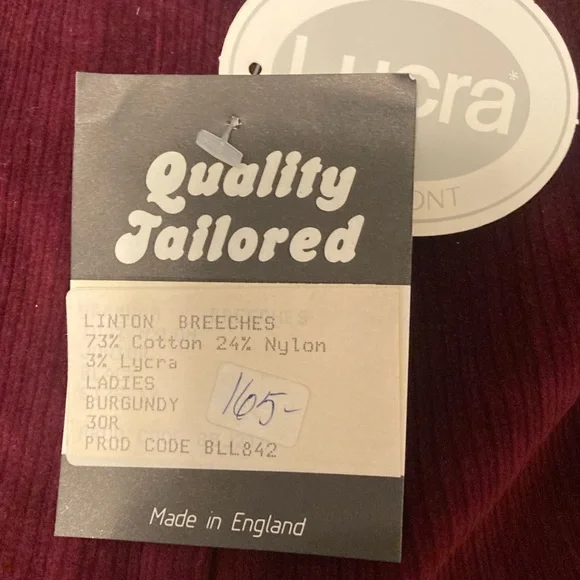 Lycra*
ONT
Quality
Tailored
LINTON BREECHES
73% Cotton 24% Nylon
3% Lycra
LADIES
BURGUNDY
30R
PROD CODE BLL842
165-
Made in England